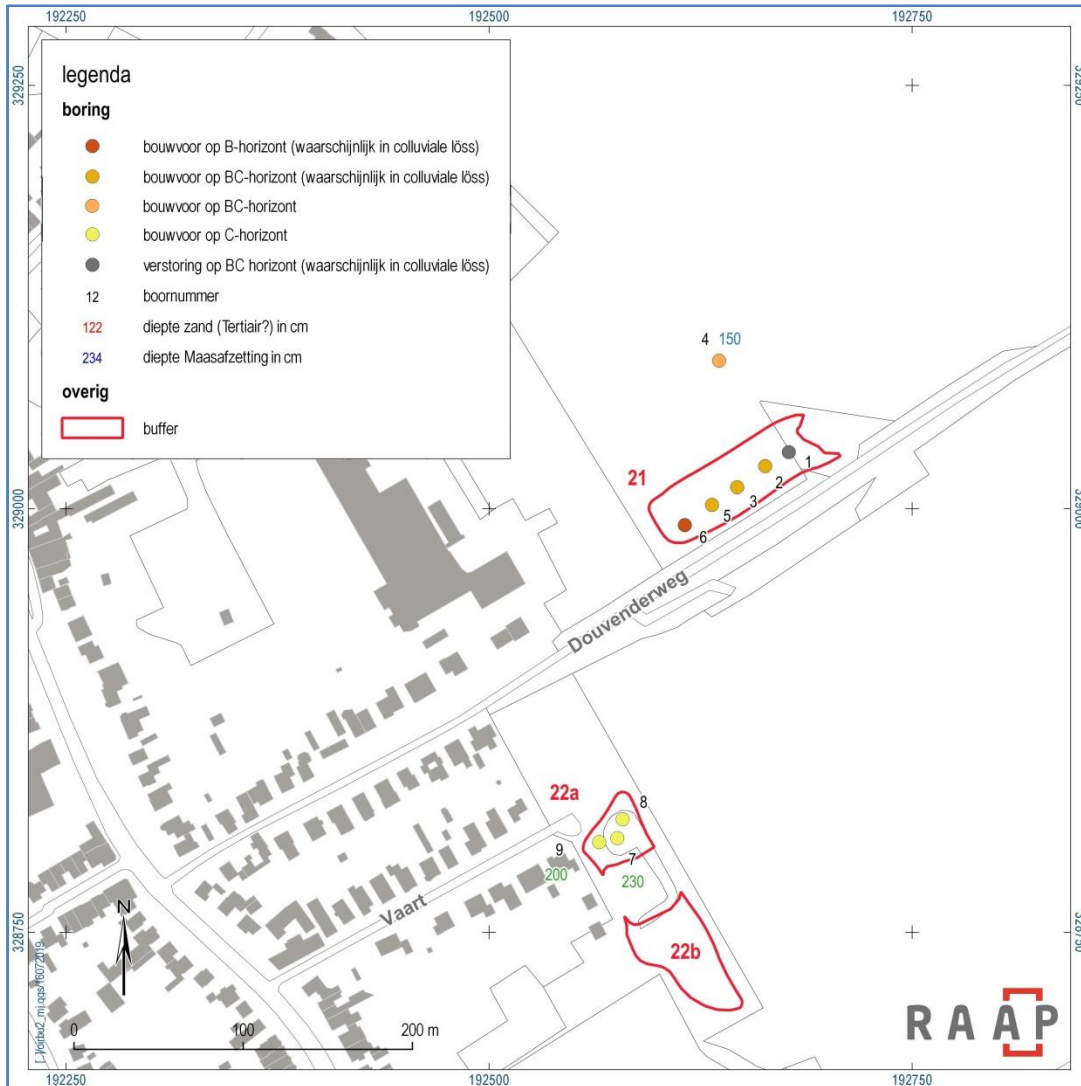 192250
192500
192750
329250
329250
legenda
boring
bouwvoor op B-horizont (waarschijnlijk in colluviale löss)
bouwvoor op BC-horizont (waarschijnlijk in colluviale löss)
bouwvoor op BC-horizont
bouwvoor op C-horizont
verstoring op BC horizont (waarschijnlijk in colluviale löss)
12 boornummer
122 diepte zand (Tertiair?) in cm
234 diepte Maasafzetting in cm
overig
buffer
4 150
21
1
2
3
5
6
329000
329000
Douvenderweg
22a
8
9
7
200
230
Vaart
22b
328750
328750
N
0 100 200 m
RAAP
192250
192500
192750